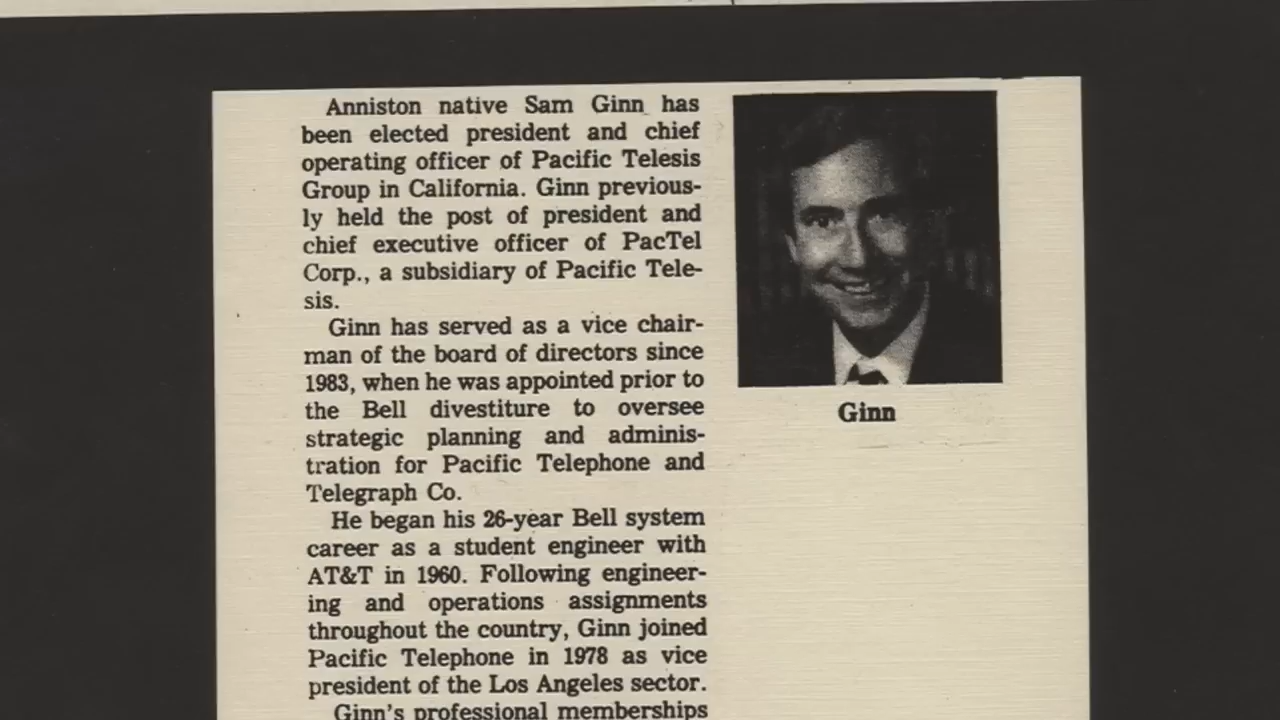 Anniston native Sam Ginn has
been elected president and chief
operating officer of Pacific Telesis
Group in California. Ginn previous-
ly held the post of president and
chief executive officer of PacTel
Corp., a subsidiary of Pacific Tele-
sis.
Ginn has served as a vice chair-
man of the board of directors since
1983, when he was appointed prior to
the Bell divestiture to oversee
strategic planning and adminis-
tration for Pacific Telephone and
Telegraph Co.
He began his 26-year Bell system
career as a student engineer with
AT&T in 1960. Following engineer-
ing and operations assignments
throughout the country, Ginn joined
Pacific Telephone in 1978 as vice
president of the Los Angeles sector.
Ginn's professional memberships
Ginn